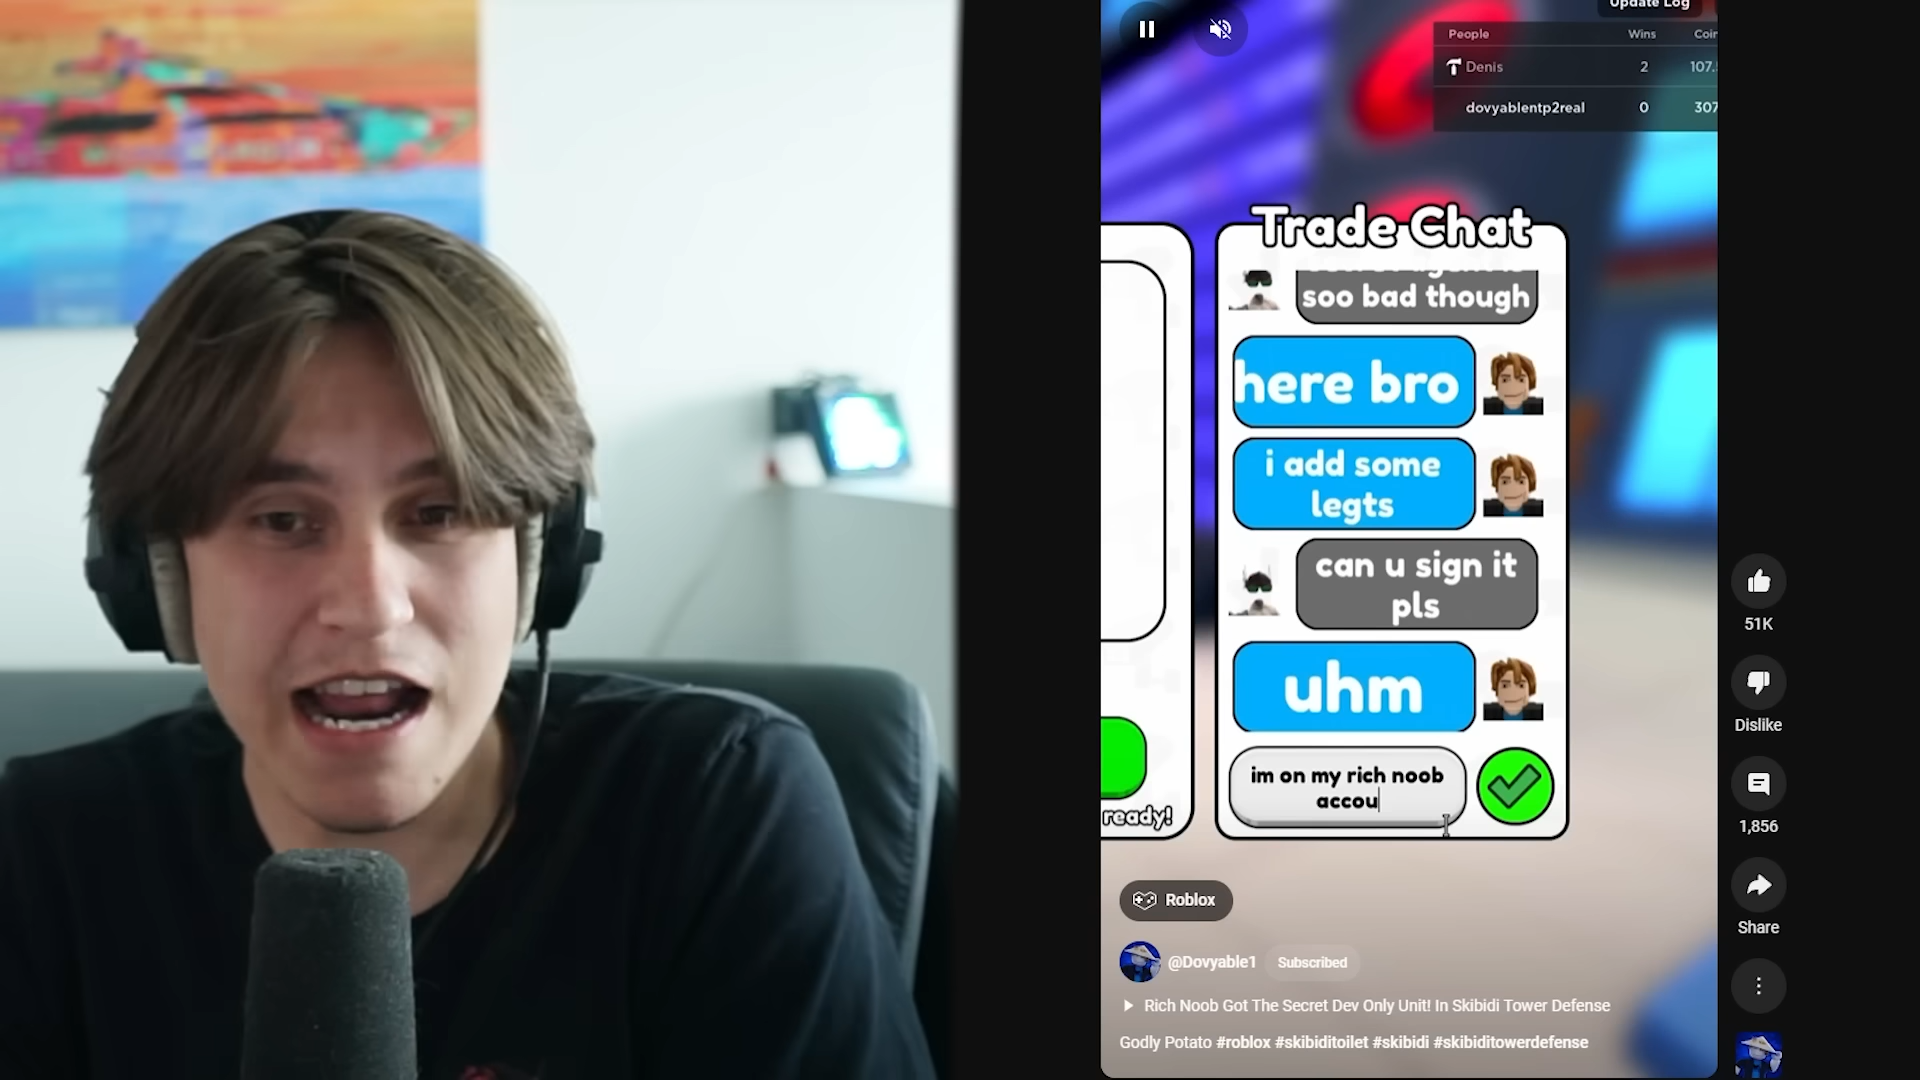 Update Log
People Wins Coin
Denis 2 107.
dovyablentp2real 0 307
Trade Chat
soo bad though
here bro
i add some
legts
can u sign it
pls
uhm
im on my rich noob
accou
ready!
Roblox
@Dovyable1 Subscribed
Rich Noob Got The Secret Dev Only Unit! In Skibidi Tower Defense
Godly Potato #roblox #skibiditoilet #skibidi #skibiditowerdefense
51K
Dislike
1,856
Share